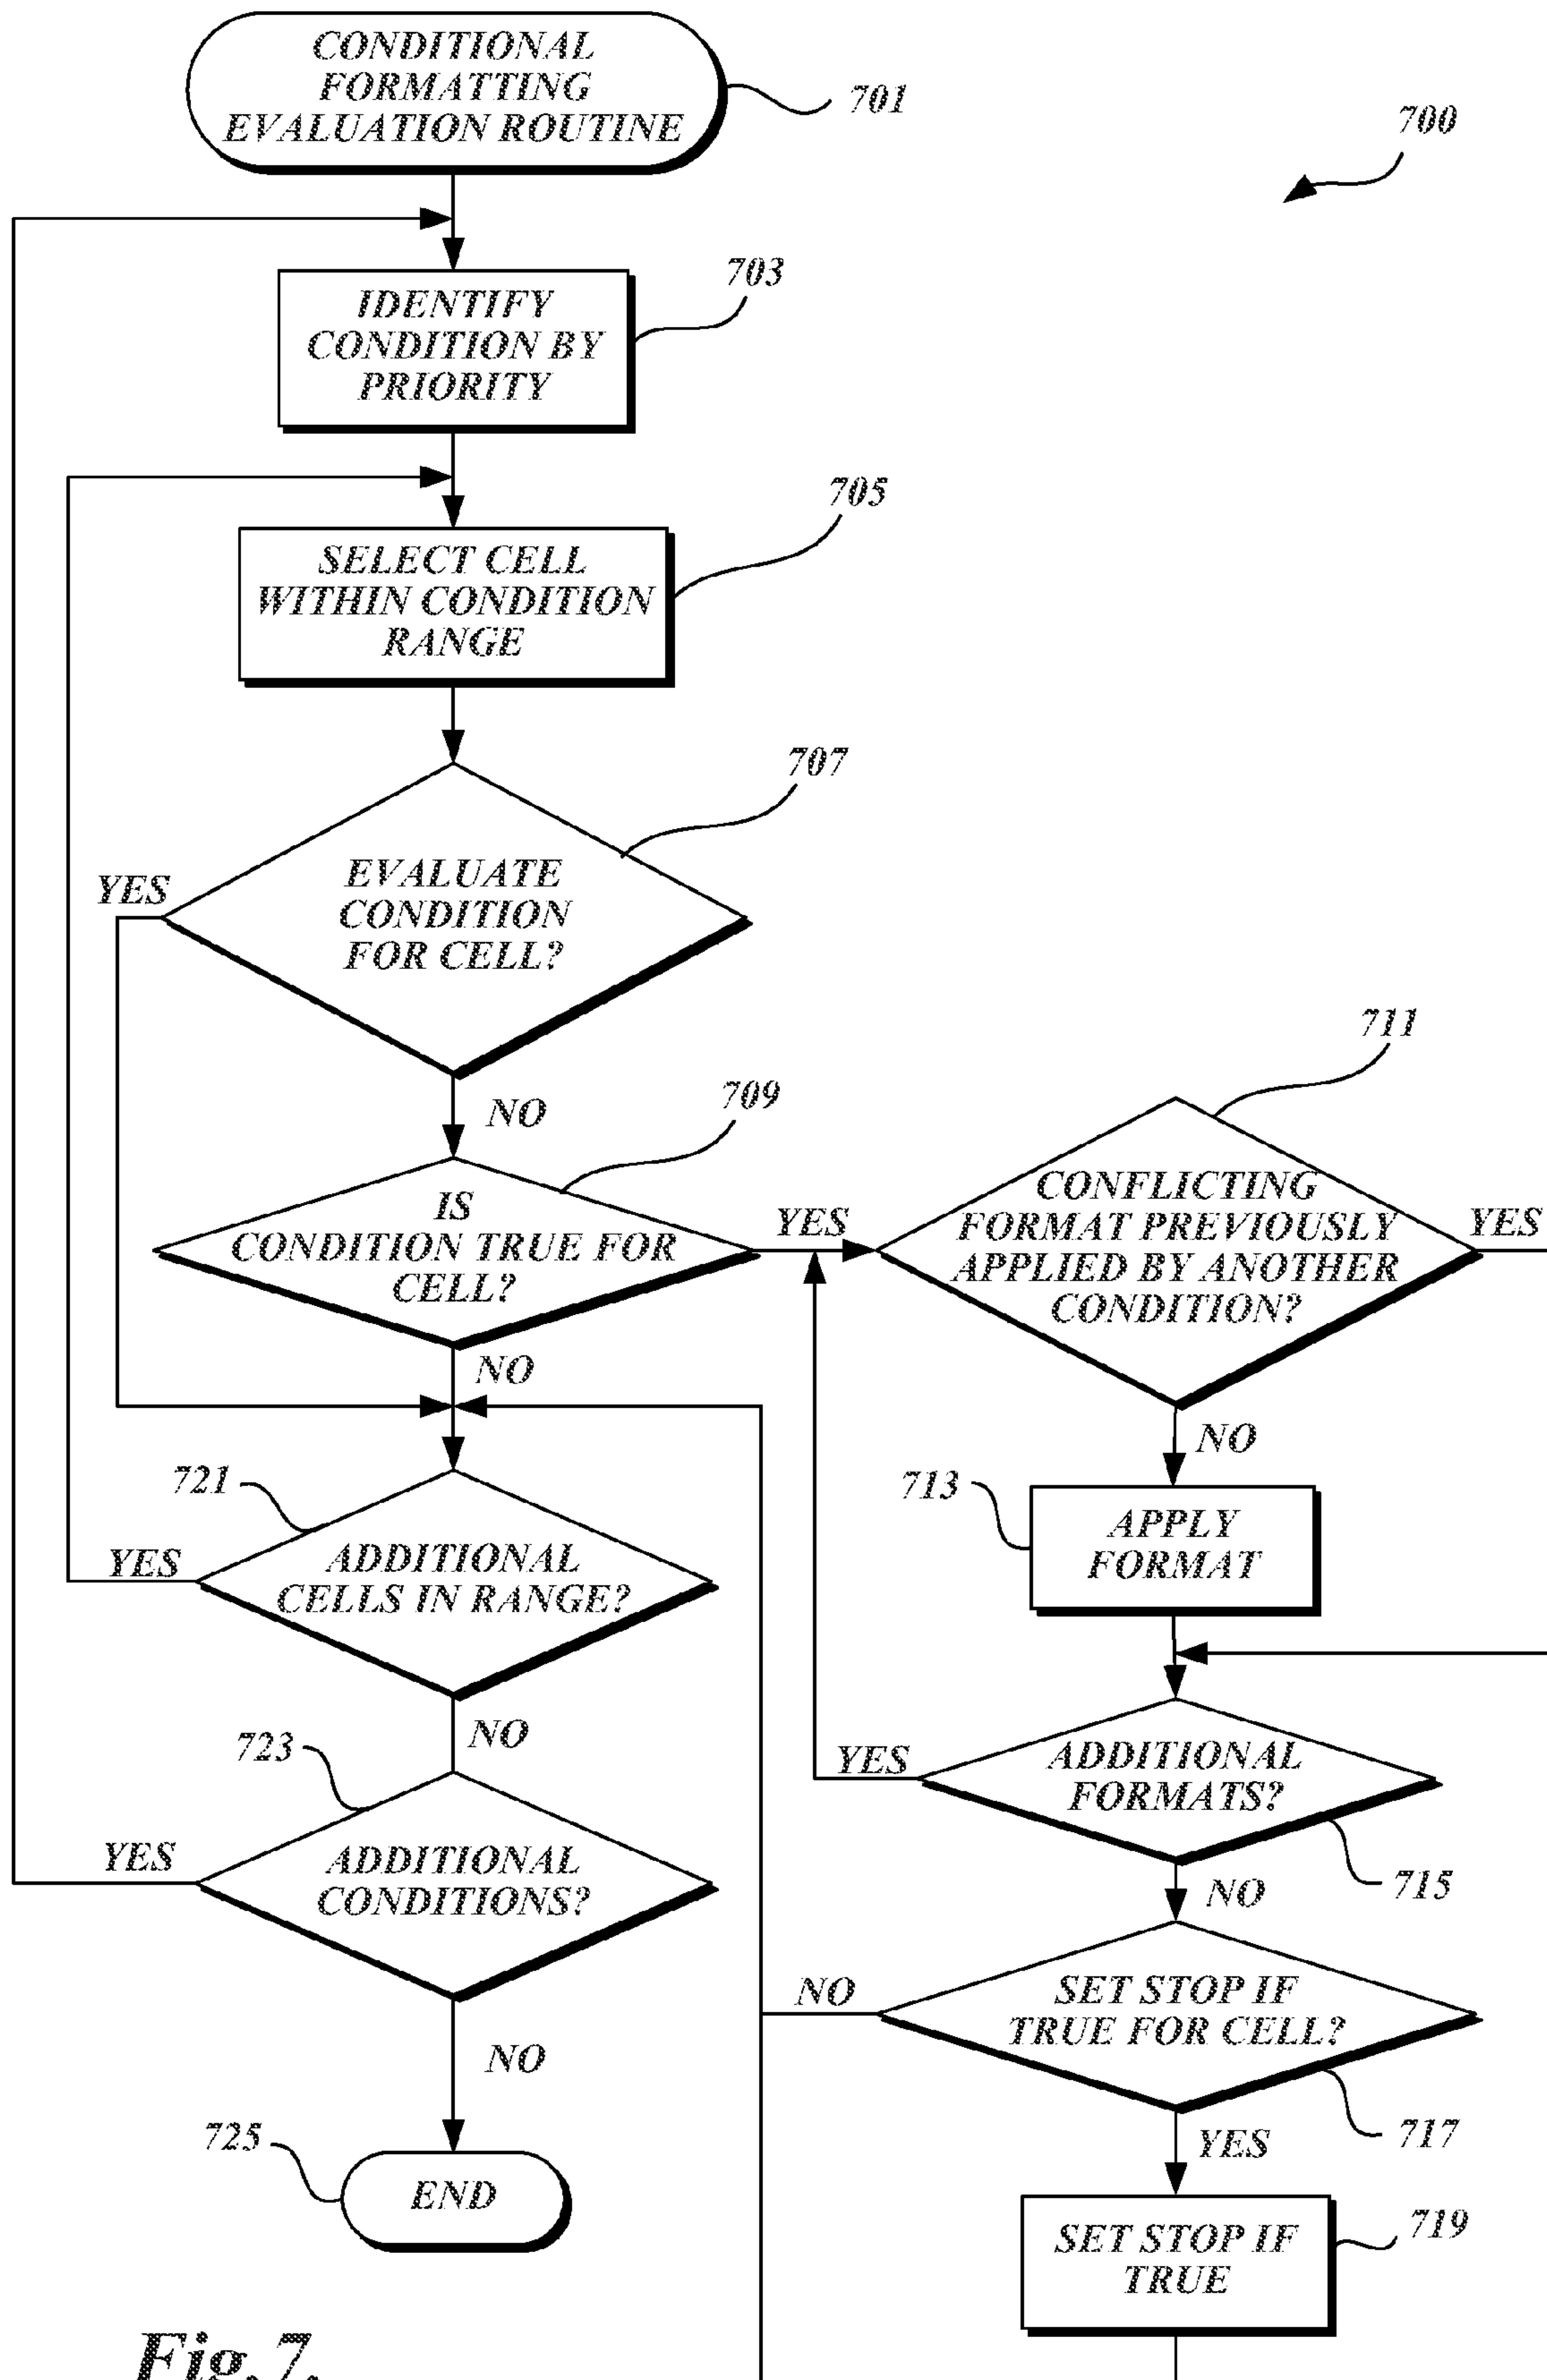 CONDITIONAL
FORMATTING
EVALUATION ROUTINE
701
700
703
IDENTIFY
CONDITION BY
PRIORITY
705
SELECT CELL
WITHIN CONDITION
RANGE
707
YES
EVALUATE
CONDITION
FOR CELL?
NO
709
IS
CONDITION TRUE FOR
CELL?
YES
711
CONFLICTING
FORMAT PREVIOUSLY
APPLIED BY ANOTHER
CONDITION?
YES
NO
NO
713
APPLY
FORMAT
721
YES
ADDITIONAL
CELLS IN RANGE?
NO
723
YES
ADDITIONAL
FORMATS?
715
NO
YES
ADDITIONAL
CONDITIONS?
NO
NO
SET STOP IF
TRUE FOR CELL?
717
YES
725
END
SET STOP IF
TRUE
719
Fig. 7.